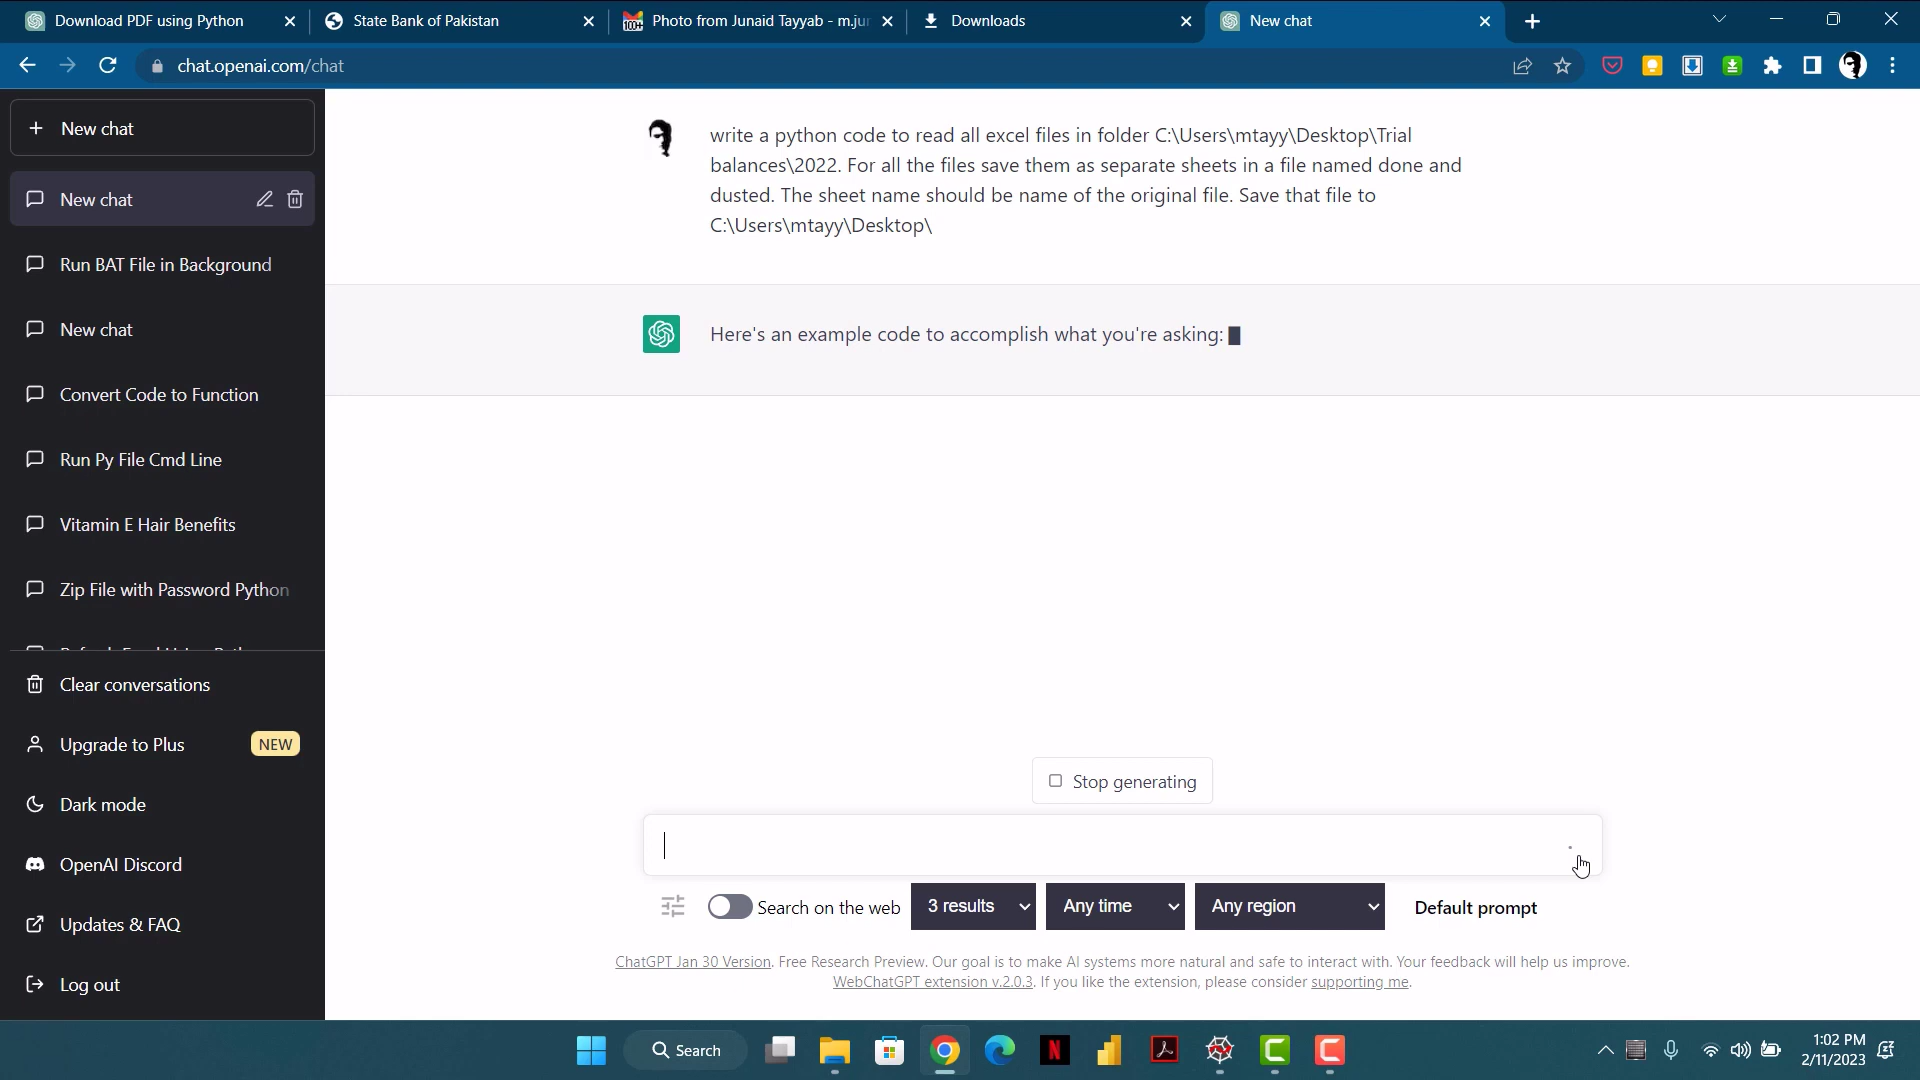 Download PDF using Python
State Bank of Pakistan
100+
Photo from Junaid Tayyab - m.jun
Downloads
New chat
chat.openai.com/chat
New chat
New chat
Run BAT File in Background
New chat
Convert Code to Function
Run Py File Cmd Line
Vitamin E Hair Benefits
Zip File with Password Python
Clear conversations
Upgrade to Plus
NEW
Dark mode
OpenAI Discord
Updates & FAQ
Log out
write a python code to read all excel files in folder C:\Users\mtayy\Desktop\Trial
balances\2022. For all the files save them as separate sheets in a file named done and
dusted. The sheet name should be name of the original file. Save that file to
C:\Users\mtayy\Desktop\
Here's an example code to accomplish what you're asking:
Stop generating
Search on the web
3 results
Any time
Any region
Default prompt
ChatGPT Jan 30 Version. Free Research Preview. Our goal is to make AI systems more natural and safe to interact with. Your feedback will help us improve.
WebChatGPT extension v.2.0.3. If you like the extension, please consider supporting me.
Search
N
C
C
1:02 PM
2/11/2023